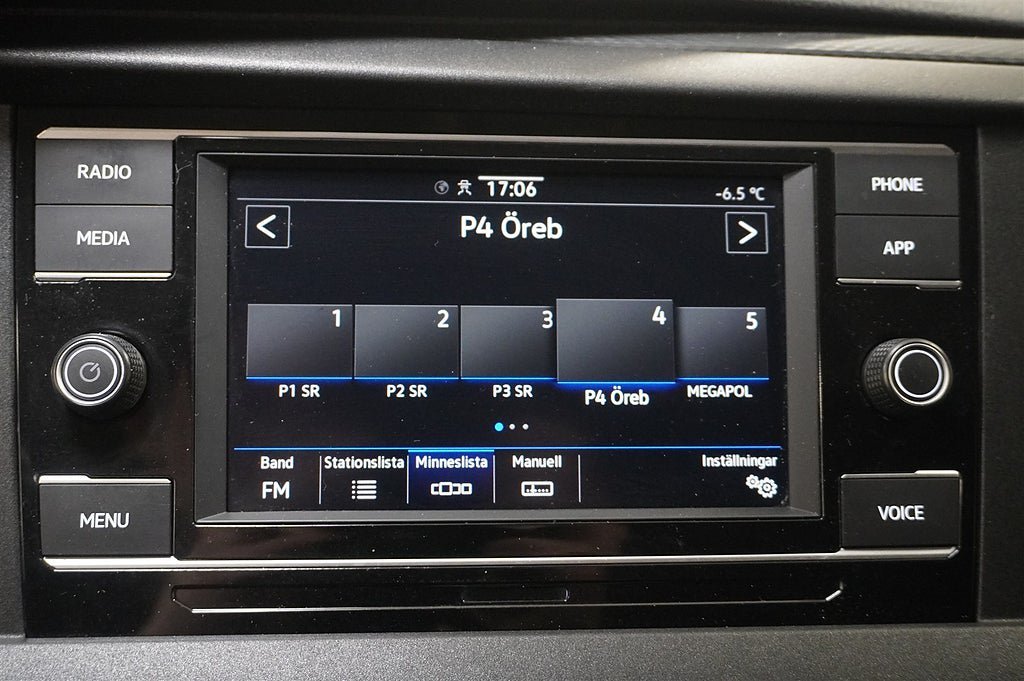 RADIO
MEDIA
MENU
17:06
-6.5 °C
<
P4 Öreb
>
1
2
3
4
5
P1 SR
P2 SR
P3 SR
P4 Öreb
MEGAPOL
Band
Stationslista
Minneslista
Manuell
Inställningar
FM
PHONE
APP
VOICE